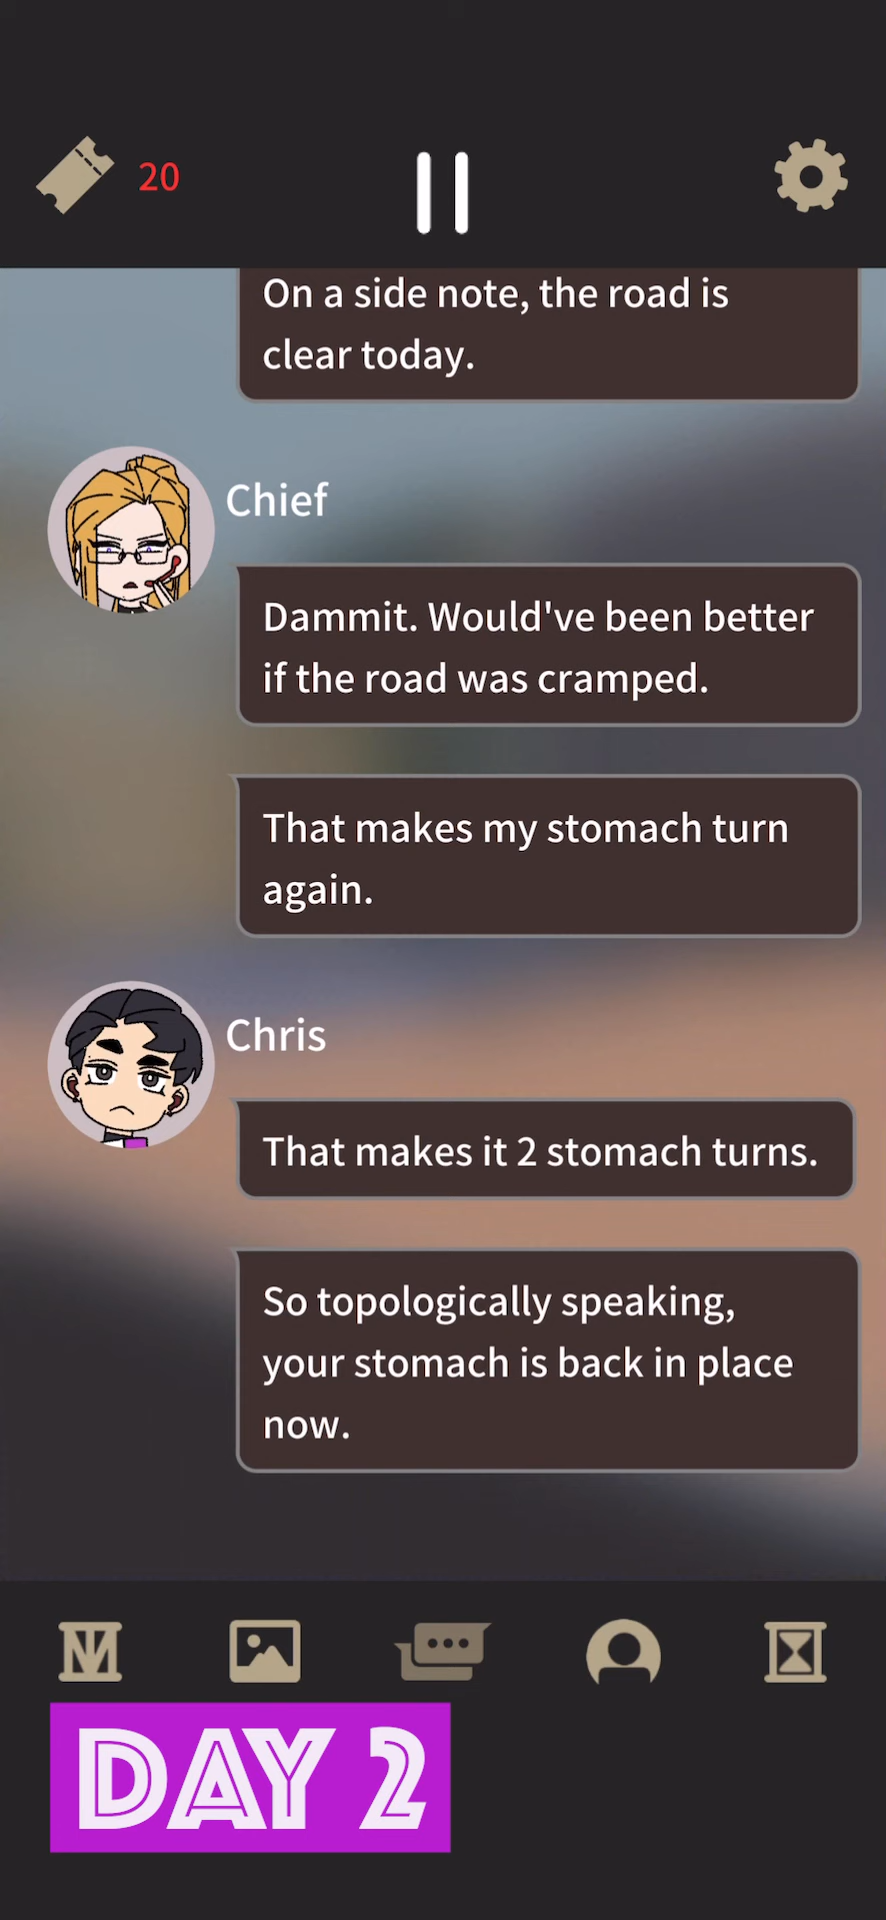 20
On a side note, the road is
clear today.
Chief
Dammit. Would've been better
if the road was cramped.
That makes my stomach turn
again.
Chris
That makes it 2 stomach turns.
So topologically speaking,
your stomach is back in place
now.
DAY 2